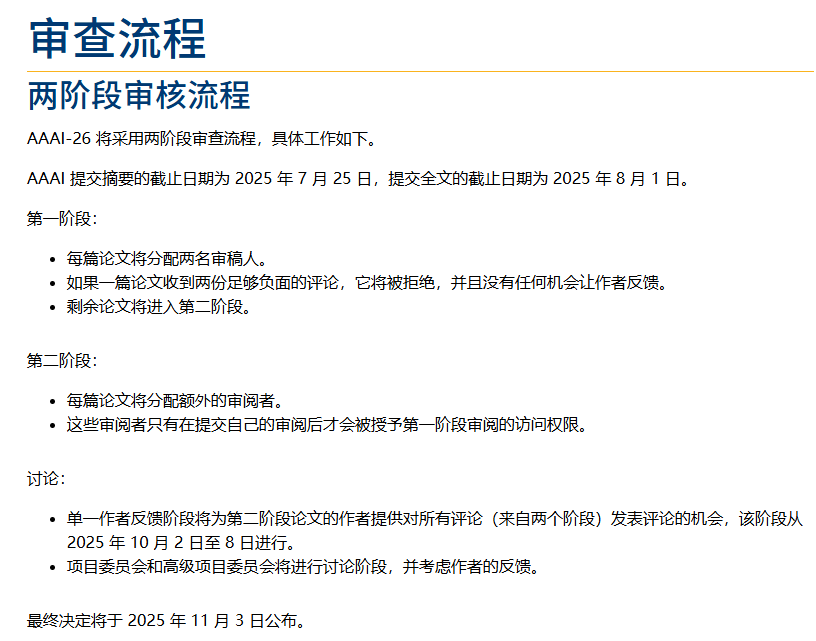 审查流程
两阶段审核流程
AAAI-26 将采用两阶段审查流程，具体工作如下。
AAAI 提交摘要的截止日期为 2025 年 7 月 25 日，提交全文的截止日期为 2025 年 8 月 1 日。
第一阶段：
• 每篇论文将分配两名审稿人。
• 如果一篇论文收到两份足够负面的评论，它将被拒绝，并且没有任何机会让作者反馈。
• 剩余论文将进入第二阶段。
第二阶段：
• 每篇论文将分配额外的审阅者。
• 这些审阅者只有在提交自己的审阅后才会被授予第一阶段审阅的访问权限。
讨论：
• 单一作者反馈阶段将为第二阶段论文的作者提供对所有评论（来自两个阶段）发表评论的机会，该阶段从
2025 年 10 月 2 日至 8 日进行。
• 项目委员会和高级项目委员会将进行讨论阶段，并考虑作者的反馈。
最终决定将于 2025 年 11 月 3 日公布。